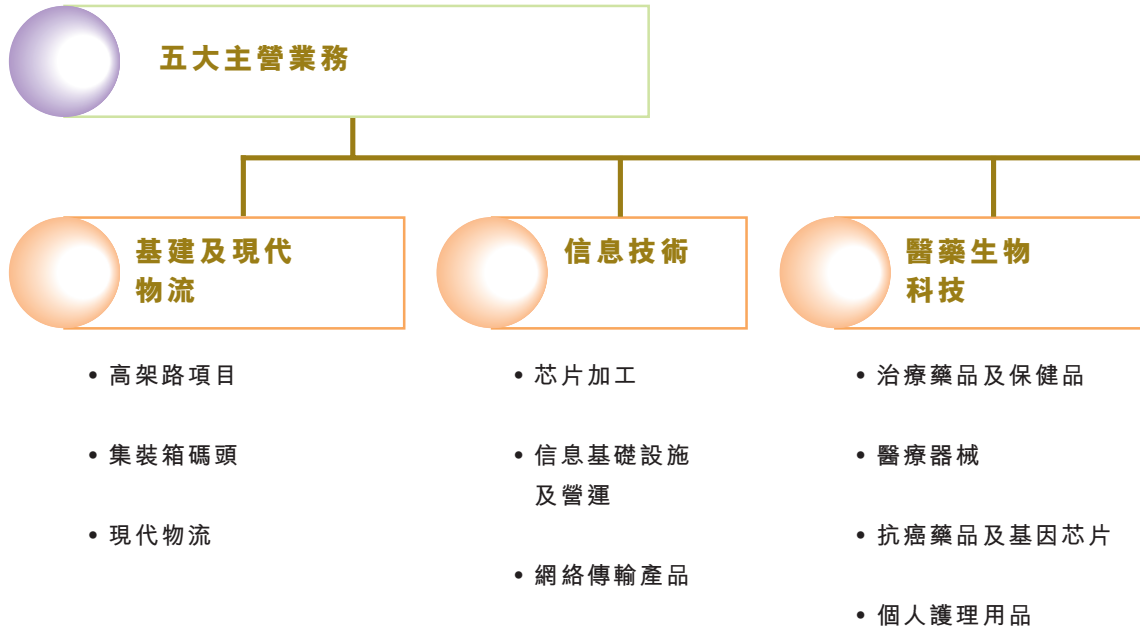 五大主營業務
基建及現代
物流
• 高架路項目
• 集裝箱碼頭
• 現代物流
信息技術
• 芯片加工
• 信息基礎設施
及營運
• 網絡傳輸產品
醫藥生物
科技
• 治療藥品及保健品
• 醫療器械
• 抗癌藥品及基因芯片
• 個人護理用品